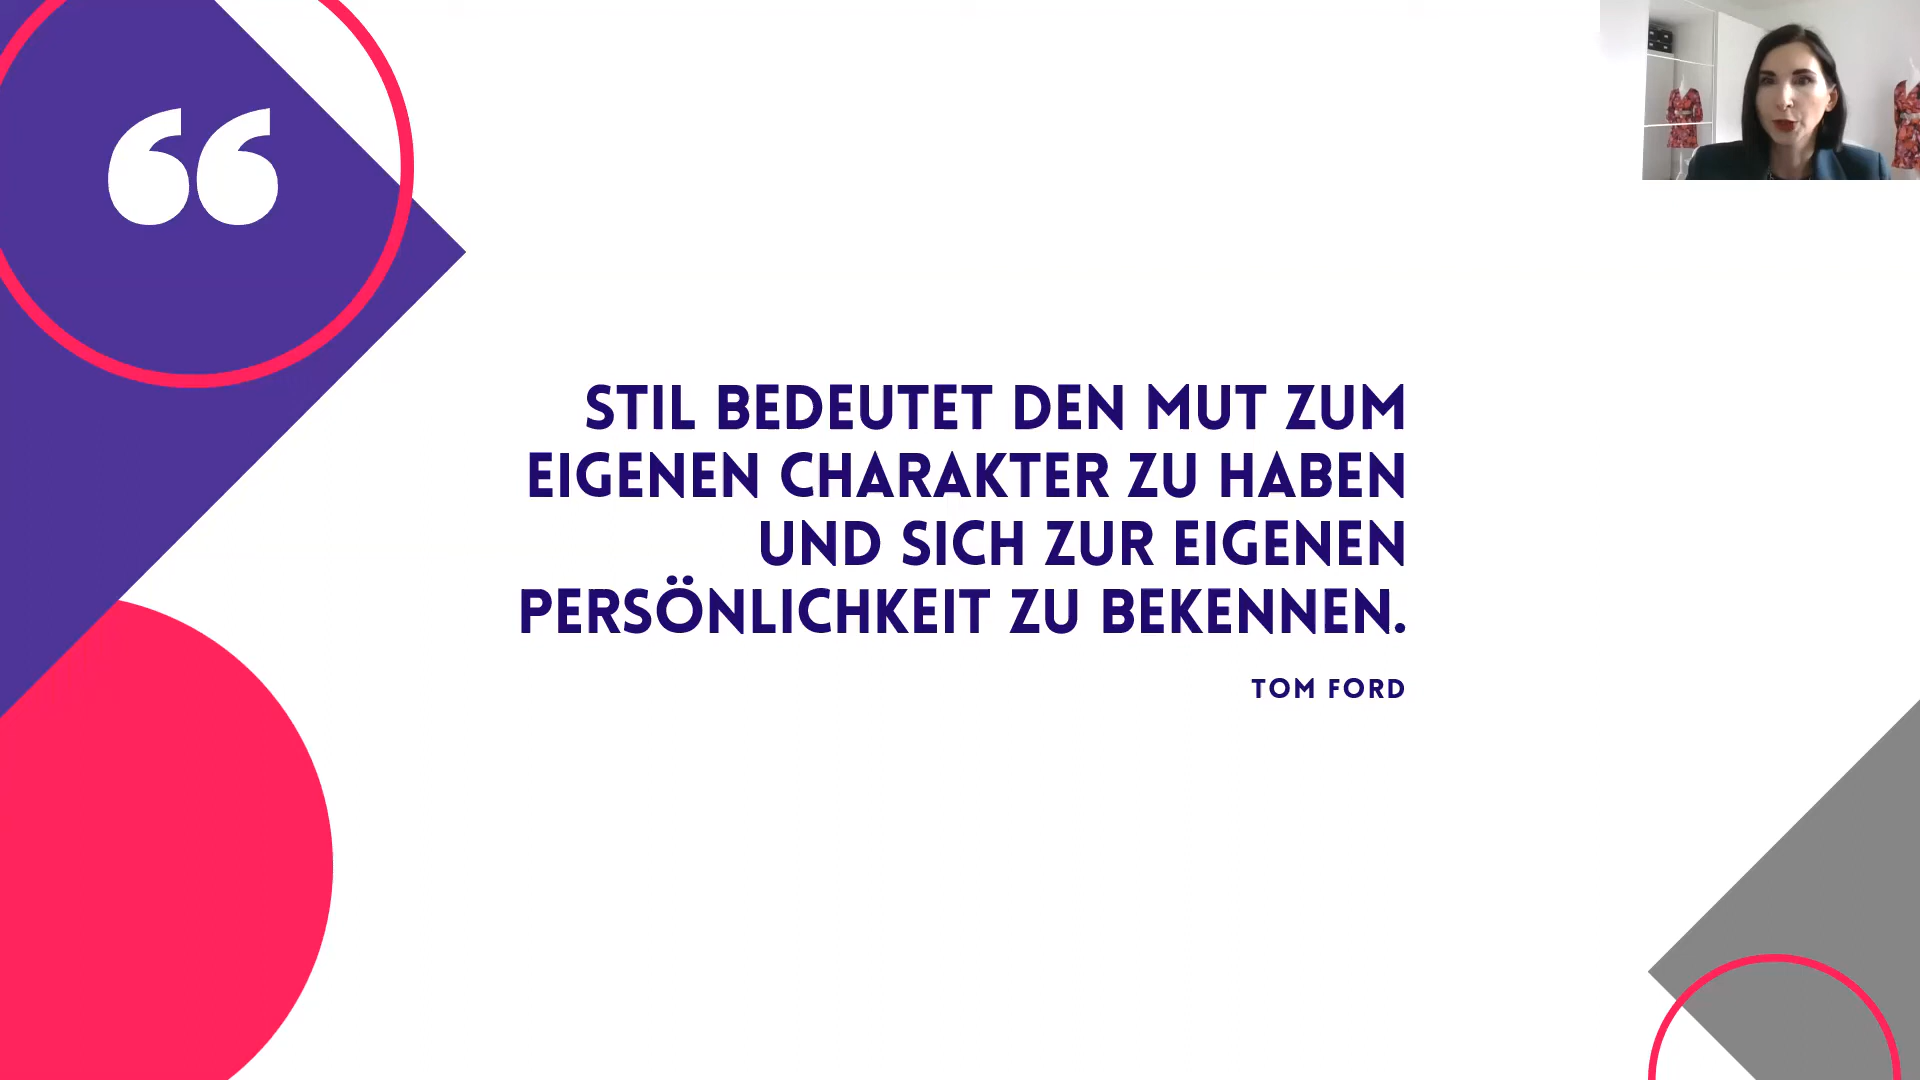 “
STIL BEDEUTET DEN MUT ZUM
EIGENEN CHARAKTER ZU HABEN
UND SICH ZUR EIGENEN
PERSÖNLICHKEIT ZU BEKENNEN.
TOM FORD